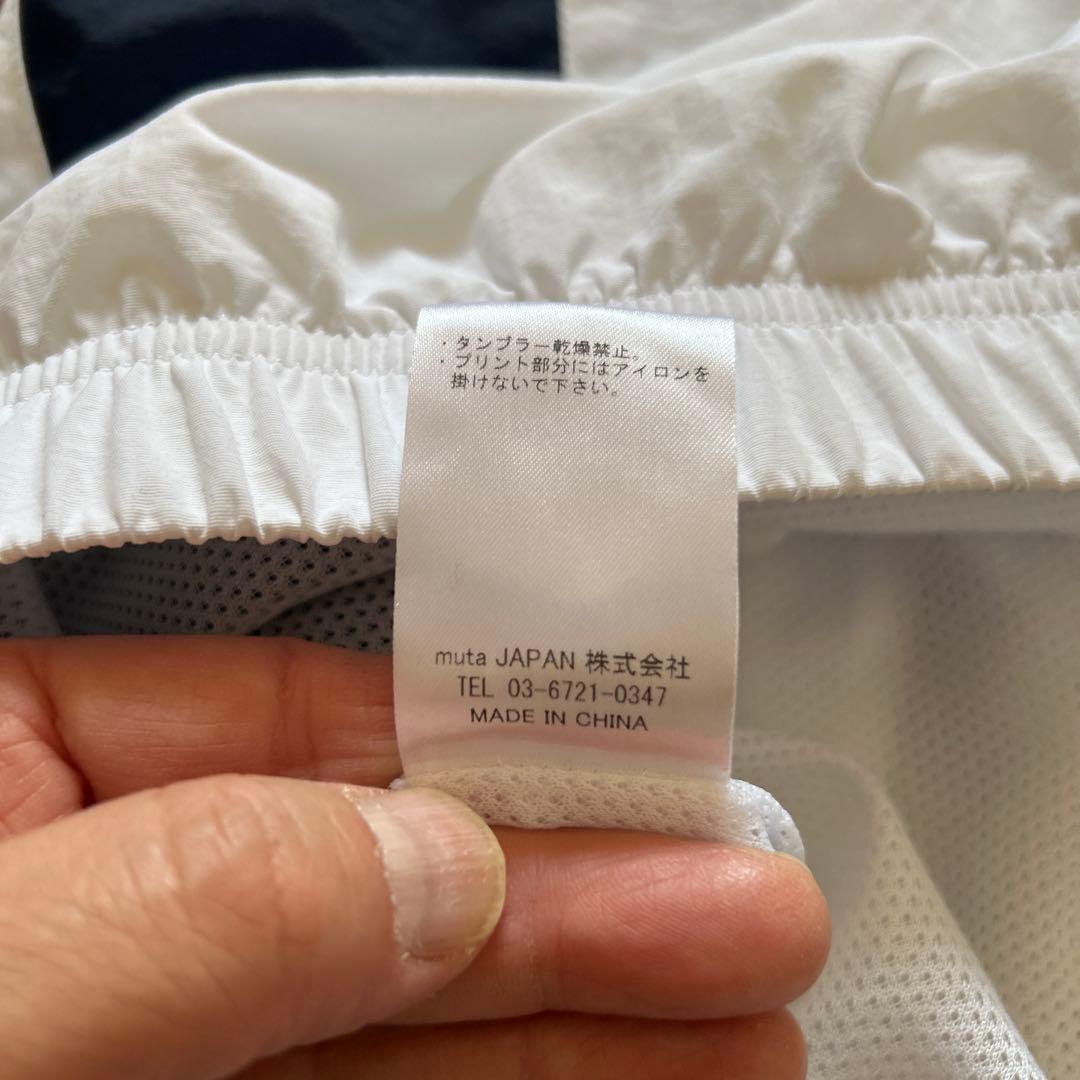 ・タンブラー乾燥禁止。
・プリント部分にはアイロンを
掛けないで下さい。
muta JAPAN 株式会社
TEL 03-6721-0347
MADE IN CHINA